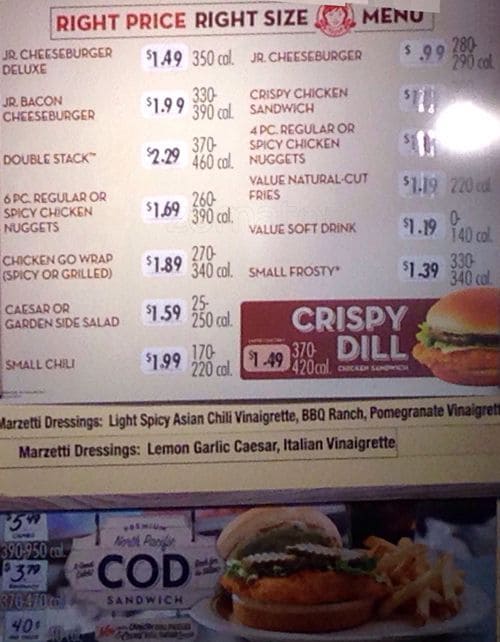 RIGHT PRICE RIGHT SIZE MENU
JR. CHEESEBURGER DELUXE $1.49 350 cal.
JR. BACON CHEESEBURGER $1.99 330-390 cal.
DOUBLE STACK™ $2.29 370-460 cal.
6 PC. REGULAR OR SPICY CHICKEN NUGGETS $1.69 260-390 cal.
CHICKEN GO WRAP (SPICY OR GRILLED) $1.89 270-340 cal.
CAESAR OR GARDEN SIDE SALAD $1.59 25-250 cal.
SMALL CHILI $1.99 170-220 cal.
JR. CHEESEBURGER $.99 280-290 cal.
CRISPY CHICKEN SANDWICH
4 PC. REGULAR OR SPICY CHICKEN NUGGETS
VALUE NATURAL-CUT FRIES $1.19 220 cal.
VALUE SOFT DRINK $1.19 0-140 cal.
SMALL FROSTY® $1.39 330-340 cal.
CRISPY DILL
CHICKEN SANDWICH
$1.49 370-420 cal.
Marzetti Dressings: Light Spicy Asian Chili Vinaigrette, BBQ Ranch, Pomegranate Vinaigrett
Marzetti Dressings: Lemon Garlic Caesar, Italian Vinaigrette
390-950 cal
$3.79
PREMIUM
North Pacific
COD
SANDWICH